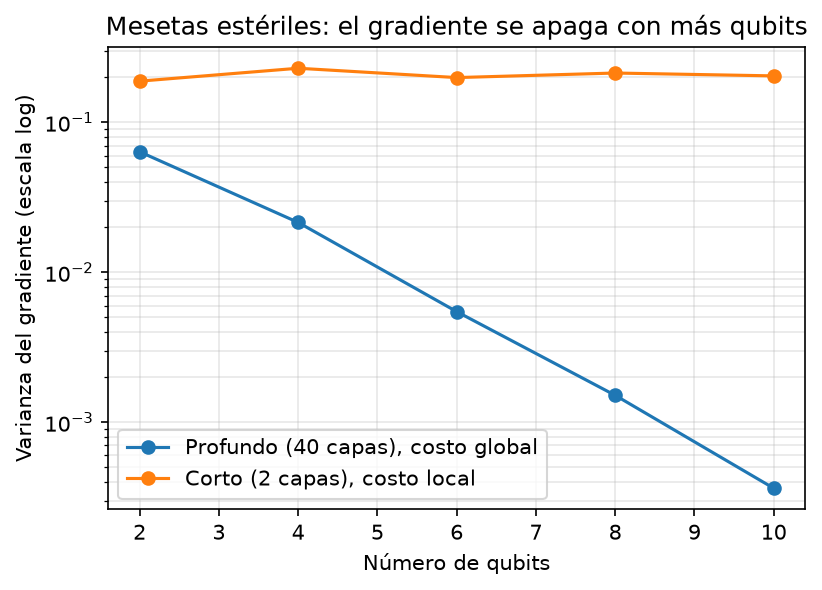 Mesetas estériles: el gradiente se apaga con más qubits
Varianza del gradiente (escala log)
10⁻¹
10⁻²
10⁻³
Profundo (40 capas), costo global
Corto (2 capas), costo local
2 3 4 5 6 7 8 9 10
Número de qubits